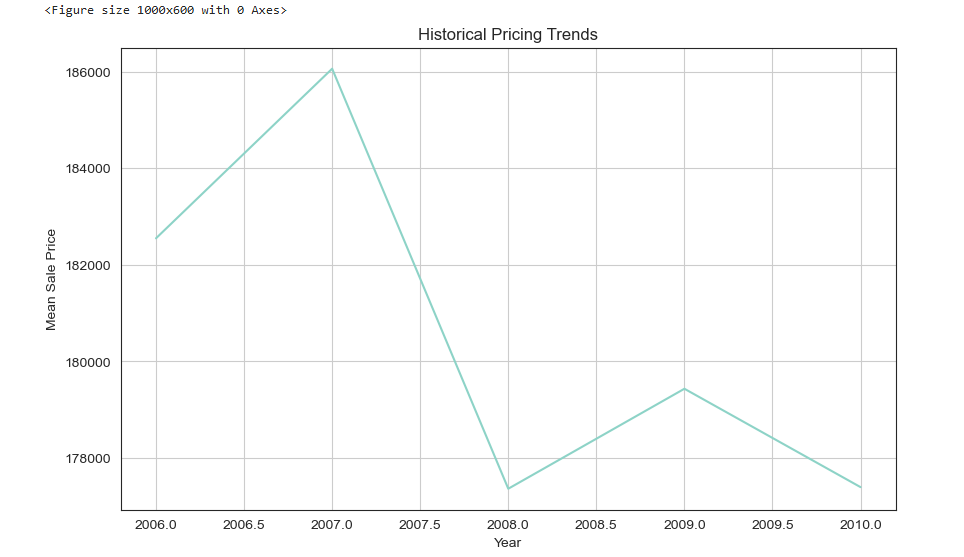 <Figure size 1000x600 with 0 Axes>
Historical Pricing Trends
186000
184000
182000
180000
178000
Mean Sale Price
2006.0 2006.5 2007.0 2007.5 2008.0 2008.5 2009.0 2009.5 2010.0
Year